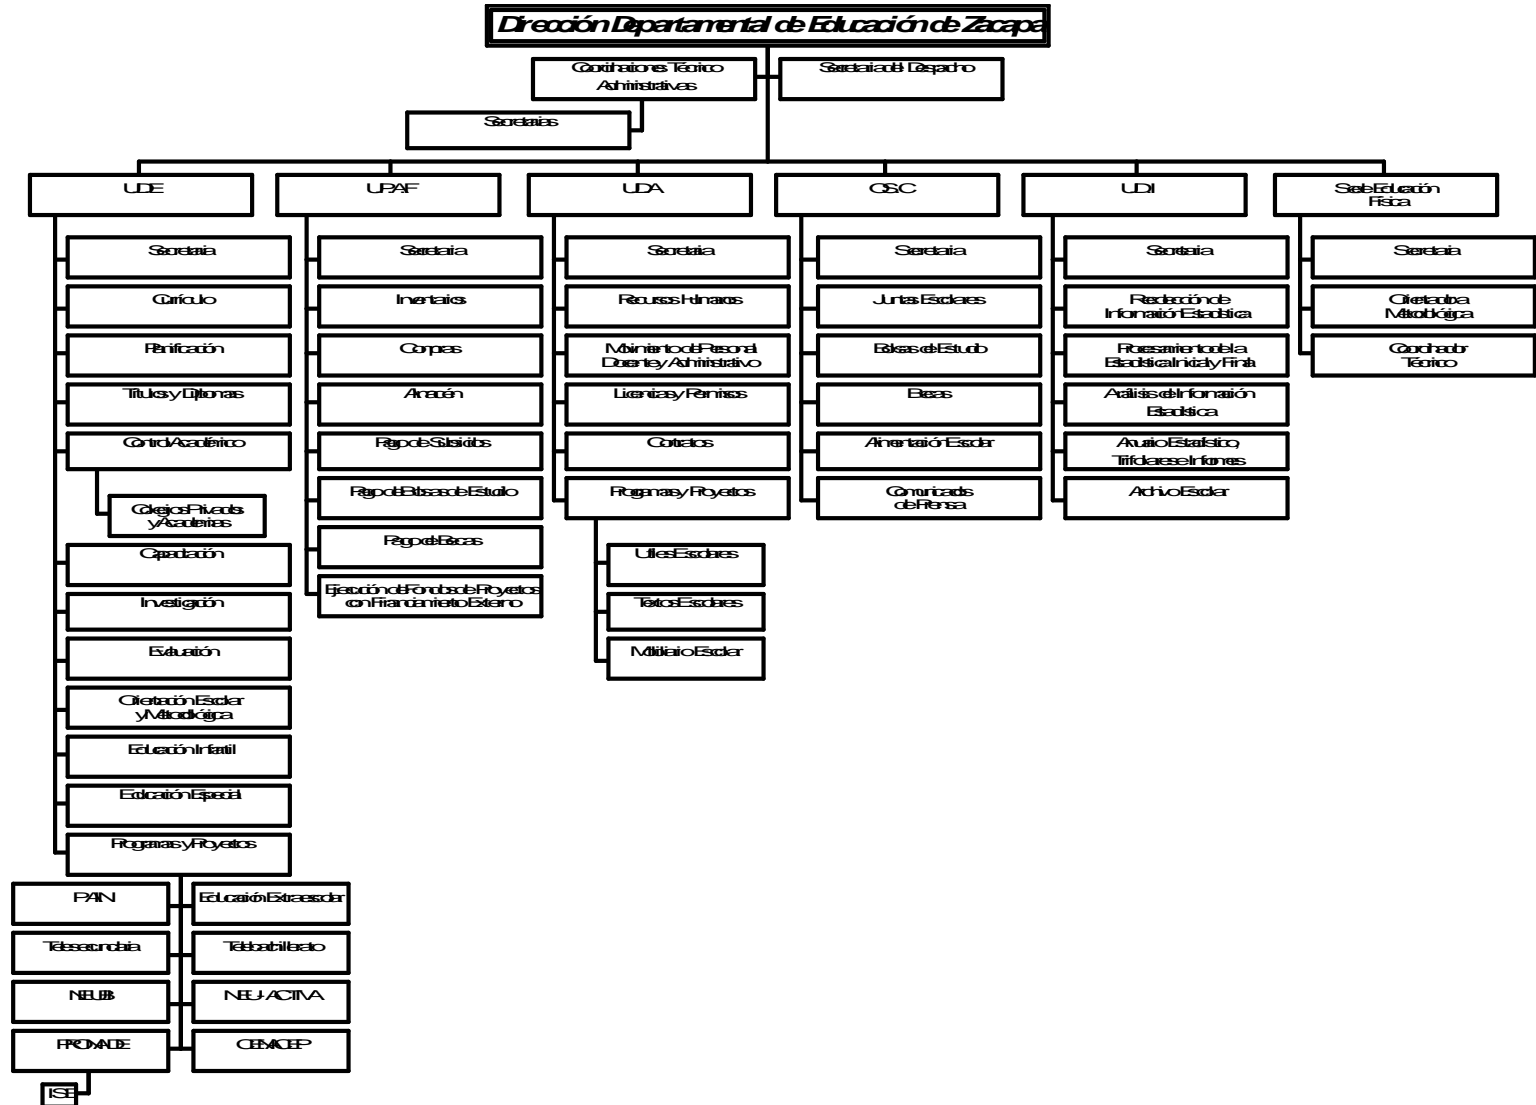 Dirección Departamental de Educación de Zacapa
Coordinaciones Técnico
Administrativas
Secretaria del Despacho
Secretarias
UDE
UPAF
UDA
OSC
UDI
Sede Educación
Física
Secretaria
Currículo
Planificación
Títulos y Diplomas
Control Académico
Colegios Privados
y Academias
Capacitación
Investigación
Evaluación
Orientación Escolar
y Metodológica
Educación Infantil
Educación Especial
Programas y Proyectos
PAIN
Educación Extraescolar
Telesecundaria
Telebachillerato
NEUBI
NEU-ACTIVA
PROMADE
CEMACEP
ISE
Secretaria
Inventarios
Compras
Almacén
Pago de Subsidios
Pago de Bolsas de Estudio
Pago de Becas
Ejecución de Fondos de Proyectos
con Financiamiento Externo
Secretaria
Recursos Humanos
Movimiento de Personal
Docente y Administrativo
Licencias y Permisos
Contratos
Programas y Proyectos
Utiles Escolares
Textos Escolares
Mobiliario Escolar
Secretaria
Juntas Escolares
Bolsas de Estudio
Becas
Alimentación Escolar
Comunicados
de Prensa
Secretaria
Recolección de
Información Estadística
Procesamiento de la
Estadística Inicial y Final
Análisis de Información
Estadística
Anuario Estadístico,
Trifoliares e Informes
Archivo Escolar
Secretaria
Orientadora
Metodológica
Coordinador
Técnico